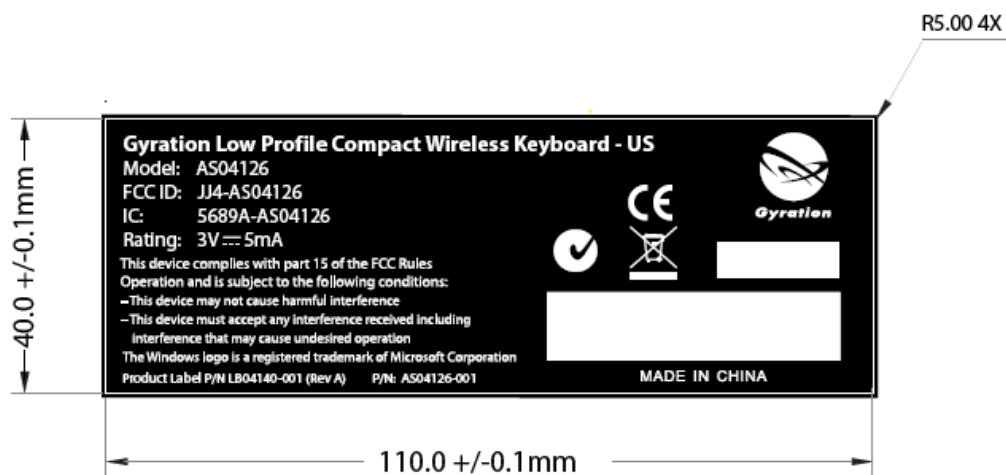 R5.00 4X
40.0 +/-0.1mm
Gyration Low Profile Compact Wireless Keyboard - US
Model: AS04126
FCC ID: JJ4-AS04126
IC: 5689A-AS04126
Rating: 3V⎓5mA
This device complies with part 15 of the FCC Rules
Operation and is subject to the following conditions:
–This device may not cause harmful interference
–This device must accept any interference received including
interference that may cause undesired operation
The Windows logo is a registered trademark of Microsoft Corporation
Product Label P/N LB04140-001 (Rev A) P/N: AS04126-001
CE
Gyration
MADE IN CHINA
110.0 +/-0.1mm